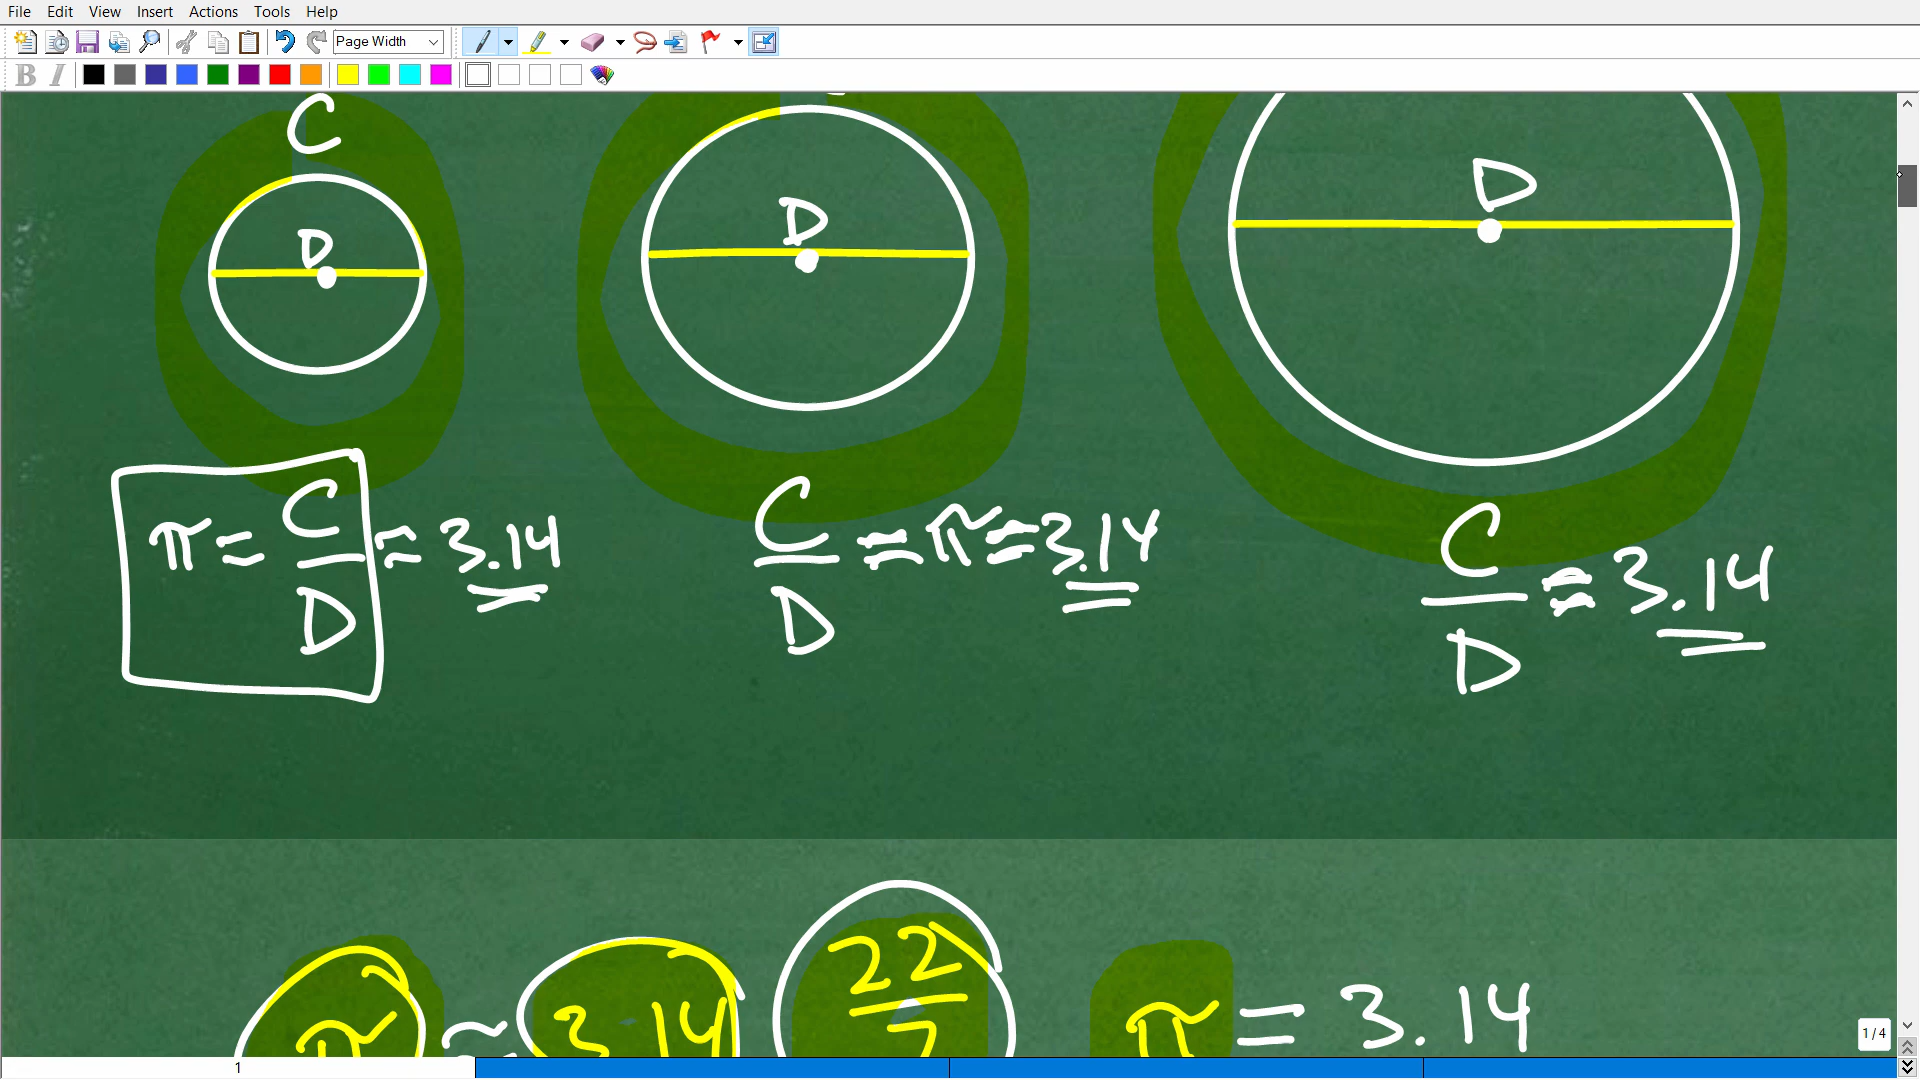 File Edit View Insert Actions Tools Help
Page Width
B I
C
D
D
D
π = C/D ≈ 3.14
C/D = π ≈ 3.14
C/D ≈ 3.14
π ≈ 3.14 22/7 π = 3.14
1 / 4
1